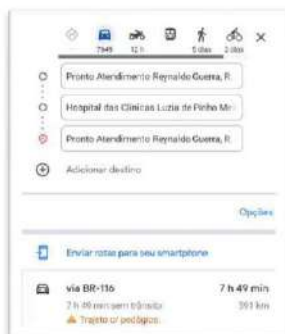 7h49 12 h 5 dias 2 dias
Pronto Atendimento Reynaldo Guerra, R.
Hospital das Clínicas Luzia de Pinho Me
Pronto Atendimento Reynaldo Guerra, R.
Adicionar destino
Opções
Enviar rotas para seu smartphone
via BR-116 7 h 49 min
7 h 49 min sem trânsito 591 km
Trajeto c/ pedágios.